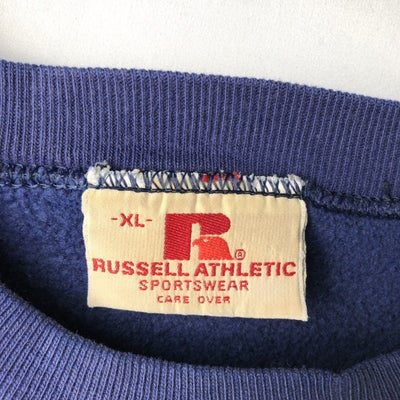 -XL-
R
®
RUSSELL ATHLETIC
SPORTSWEAR
CARE OVER